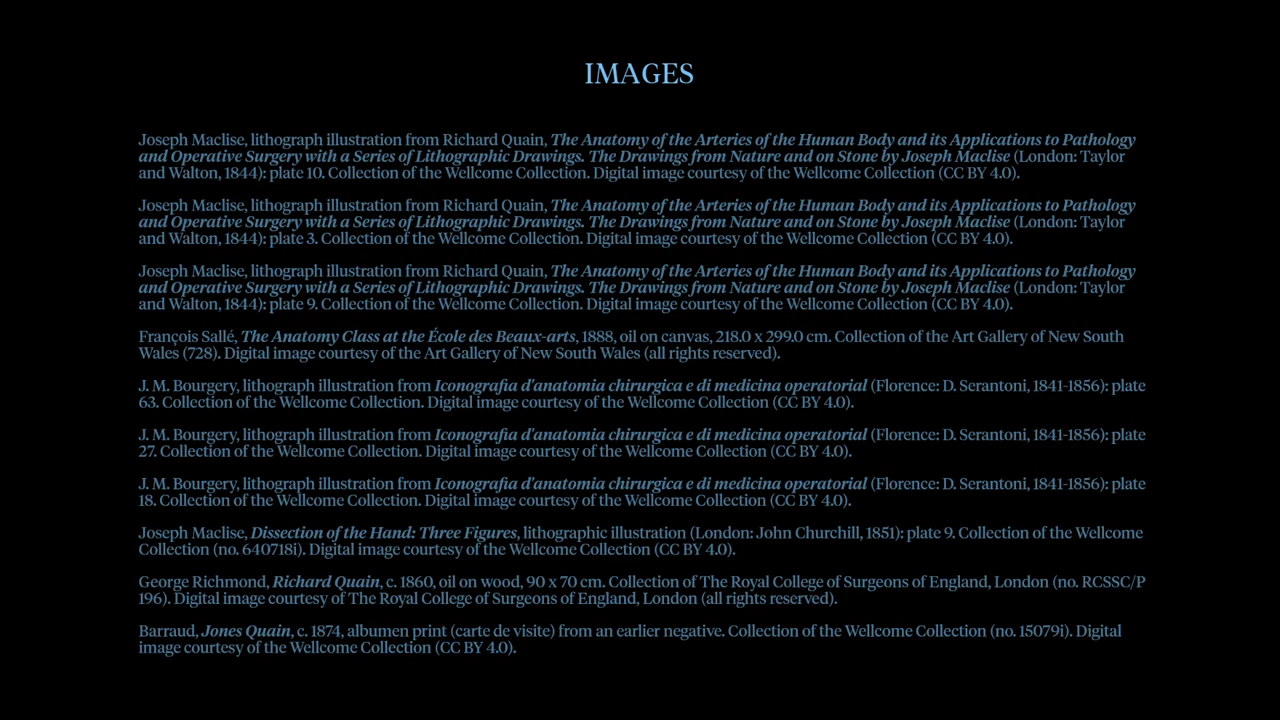 IMAGES
Joseph Maclise, lithograph illustration from Richard Quain, The Anatomy of the Arteries of the Human Body and its Applications to Pathology
and Operative Surgery with a Series of Lithographic Drawings. The Drawings from Nature and on Stone by Joseph Maclise (London: Taylor
and Walton, 1844): plate 10. Collection of the Wellcome Collection. Digital image courtesy of the Wellcome Collection (CC BY 4.0).
Joseph Maclise, lithograph illustration from Richard Quain, The Anatomy of the Arteries of the Human Body and its Applications to Pathology
and Operative Surgery with a Series of Lithographic Drawings. The Drawings from Nature and on Stone by Joseph Maclise (London: Taylor
and Walton, 1844): plate 3. Collection of the Wellcome Collection. Digital image courtesy of the Wellcome Collection (CC BY 4.0).
Joseph Maclise, lithograph illustration from Richard Quain, The Anatomy of the Arteries of the Human Body and its Applications to Pathology
and Operative Surgery with a Series of Lithographic Drawings. The Drawings from Nature and on Stone by Joseph Maclise (London: Taylor
and Walton, 1844): plate 9. Collection of the Wellcome Collection. Digital image courtesy of the Wellcome Collection (CC BY 4.0).
François Sallé, The Anatomy Class at the École des Beaux-arts, 1888, oil on canvas, 218.0 x 299.0 cm. Collection of the Art Gallery of New South
Wales (728). Digital image courtesy of the Art Gallery of New South Wales (all rights reserved).
J. M. Bourgery, lithograph illustration from Iconografia d'anatomia chirurgica e di medicina operatorial (Florence: D. Serantoni, 1841-1856): plate
63. Collection of the Wellcome Collection. Digital image courtesy of the Wellcome Collection (CC BY 4.0).
J. M. Bourgery, lithograph illustration from Iconografia d'anatomia chirurgica e di medicina operatorial (Florence: D. Serantoni, 1841-1856): plate
27. Collection of the Wellcome Collection. Digital image courtesy of the Wellcome Collection (CC BY 4.0).
J. M. Bourgery, lithograph illustration from Iconografia d'anatomia chirurgica e di medicina operatorial (Florence: D. Serantoni, 1841-1856): plate
18. Collection of the Wellcome Collection. Digital image courtesy of the Wellcome Collection (CC BY 4.0).
Joseph Maclise, Dissection of the Hand: Three Figures, lithographic illustration (London: John Churchill, 1851): plate 9. Collection of the Wellcome
Collection (no. 640718i). Digital image courtesy of the Wellcome Collection (CC BY 4.0).
George Richmond, Richard Quain, c. 1860, oil on wood, 90 x 70 cm. Collection of The Royal College of Surgeons of England, London (no. RCSSC/P
196). Digital image courtesy of The Royal College of Surgeons of England, London (all rights reserved).
Barraud, Jones Quain, c. 1874, albumen print (carte de visite) from an earlier negative. Collection of the Wellcome Collection (no. 15079i). Digital
image courtesy of the Wellcome Collection (CC BY 4.0).